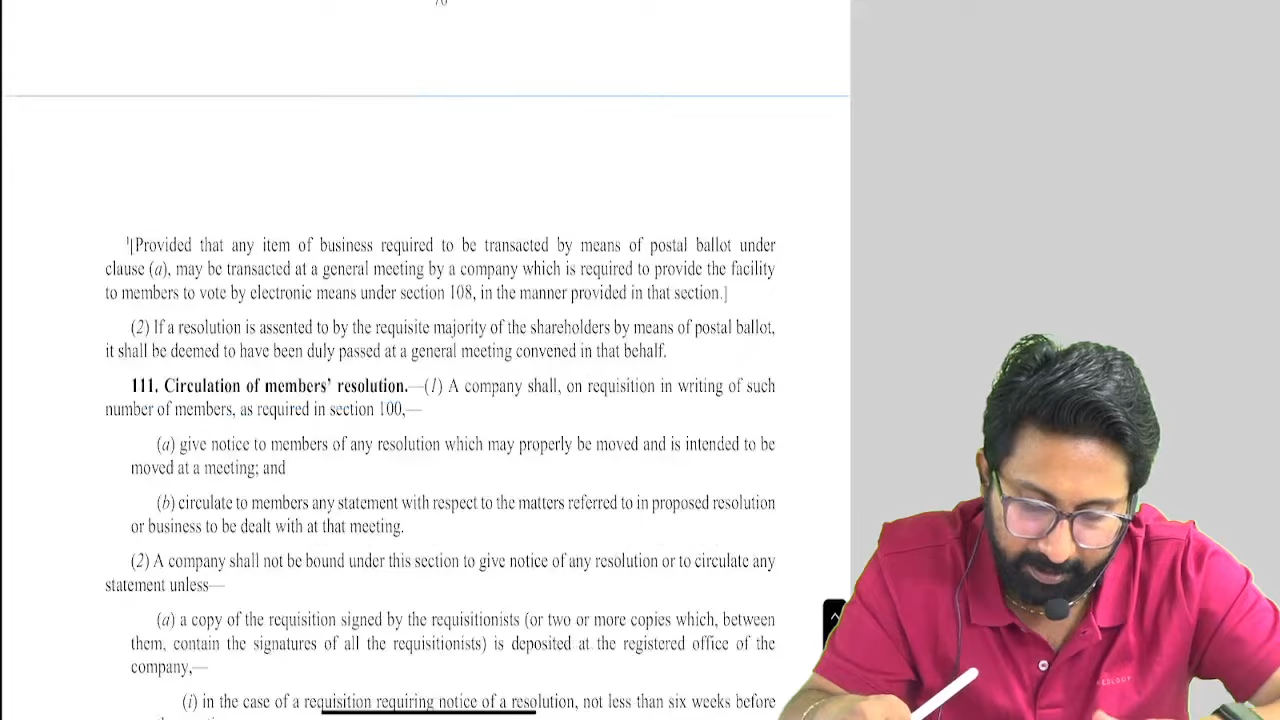 76
¹[Provided that any item of business required to be transacted by means of postal ballot under
clause (a), may be transacted at a general meeting by a company which is required to provide the facility
to members to vote by electronic means under section 108, in the manner provided in that section.]
(2) If a resolution is assented to by the requisite majority of the shareholders by means of postal ballot,
it shall be deemed to have been duly passed at a general meeting convened in that behalf.
111. Circulation of members’ resolution.—(1) A company shall, on requisition in writing of such
number of members, as required in section 100,—
(a) give notice to members of any resolution which may properly be moved and is intended to be
moved at a meeting; and
(b) circulate to members any statement with respect to the matters referred to in proposed resolution
or business to be dealt with at that meeting.
(2) A company shall not be bound under this section to give notice of any resolution or to circulate any
statement unless—
(a) a copy of the requisition signed by the requisitionists (or two or more copies which, between
them, contain the signatures of all the requisitionists) is deposited at the registered office of the
company,—
(i) in the case of a requisition requiring notice of a resolution, not less than six weeks before